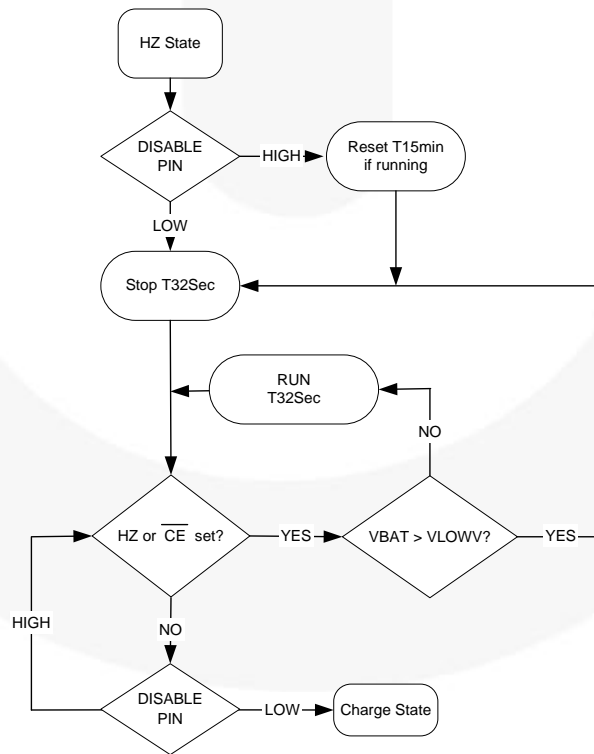 HZ State
DISABLE
PIN
HIGH
Reset T15min
if running
LOW
Stop T32Sec
RUN
T32Sec
NO
HZ or C̅E̅ set?
YES
VBAT > VLOWV?
YES
HIGH
NO
DISABLE
PIN
LOW
Charge State